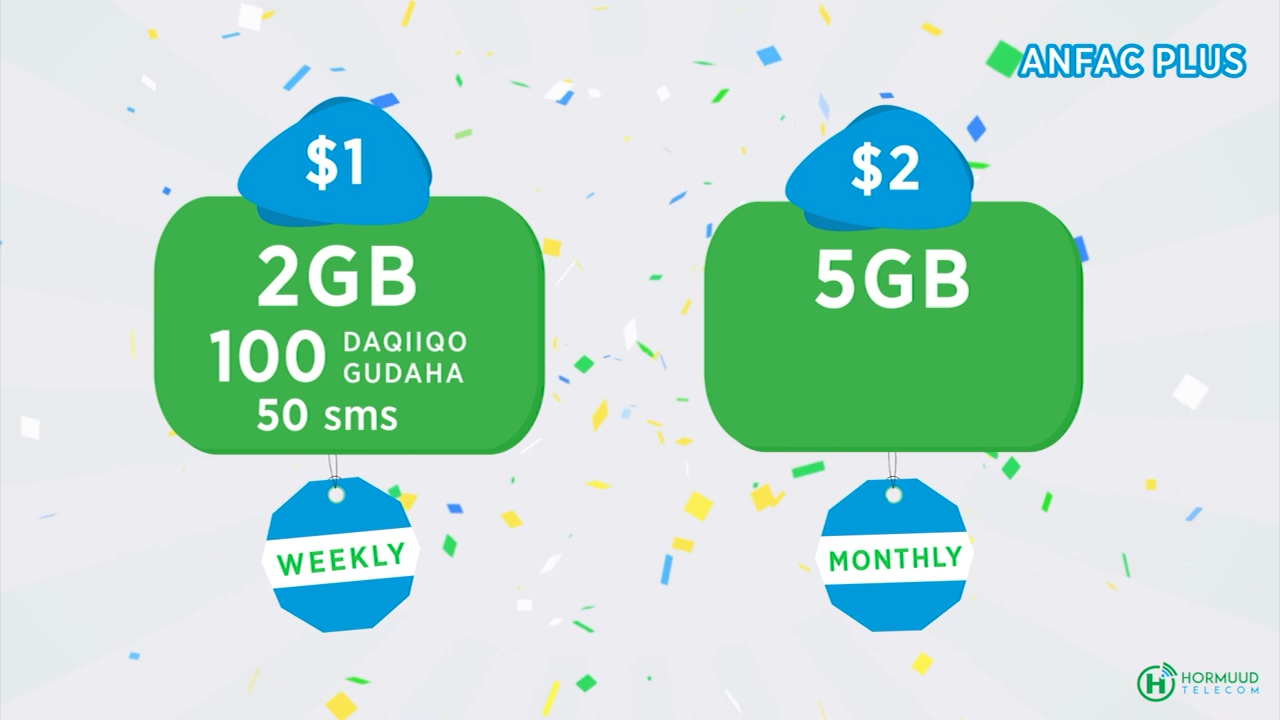 ANFAC PLUS
$1
2GB
100 DAQIIQO
GUDAHA
50 sms
WEEKLY
$2
5GB
MONTHLY
HORMUUD
TELECOM